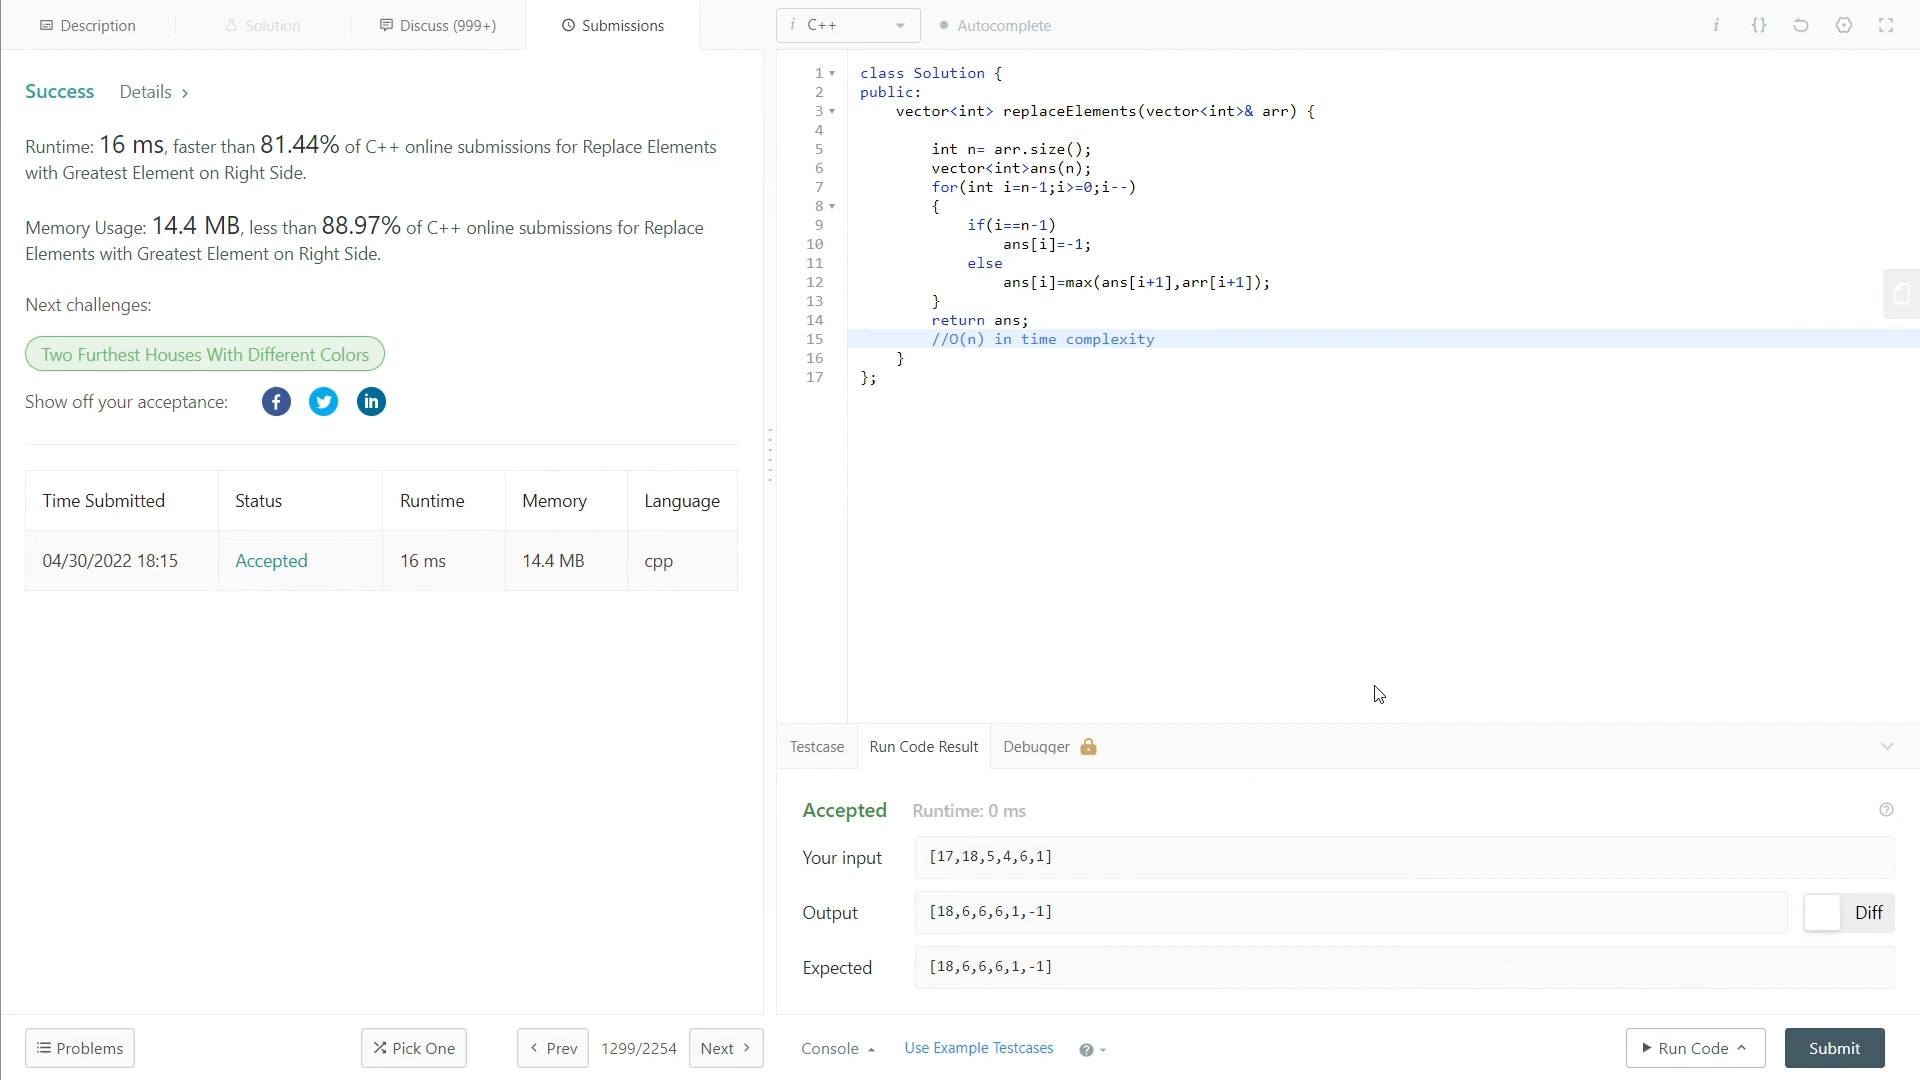 Description
Solution
Discuss (999+)
Submissions
i C++
Autocomplete
i {}
Success Details >
Runtime: 16 ms, faster than 81.44% of C++ online submissions for Replace Elements
with Greatest Element on Right Side.
Memory Usage: 14.4 MB, less than 88.97% of C++ online submissions for Replace
Elements with Greatest Element on Right Side.
Next challenges:
Two Furthest Houses With Different Colors
Show off your acceptance: f in
Time Submitted Status Runtime Memory Language
04/30/2022 18:15 Accepted 16 ms 14.4 MB cpp
1 class Solution {
2 public:
3 vector<int> replaceElements(vector<int>& arr) {
4
5 int n= arr.size();
6 vector<int>ans(n);
7 for(int i=n-1;i>=0;i--)
8 {
9 if(i==n-1)
10 ans[i]=-1;
11 else
12 ans[i]=max(ans[i+1],arr[i+1]);
13 }
14 return ans;
15 //O(n) in time complexity
16 }
17 };
Testcase Run Code Result Debugger
Accepted Runtime: 0 ms ?
Your input [17,18,5,4,6,1]
Output [18,6,6,6,1,-1] Diff
Expected [18,6,6,6,1,-1]
Problems Pick One < Prev 1299/2254 Next > Console Use Example Testcases ? Run Code Submit